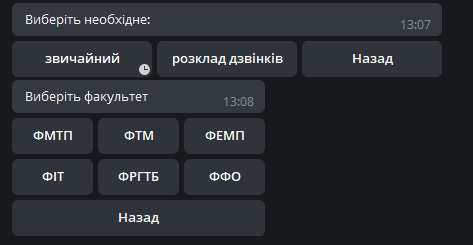 Виберіть необхідне:
13:07
звичайний розклад дзвінків Назад
Виберіть факультет
13:08
ФМТП ФТМ ФЕМП
ФІТ ФРГТБ ФФО
Назад